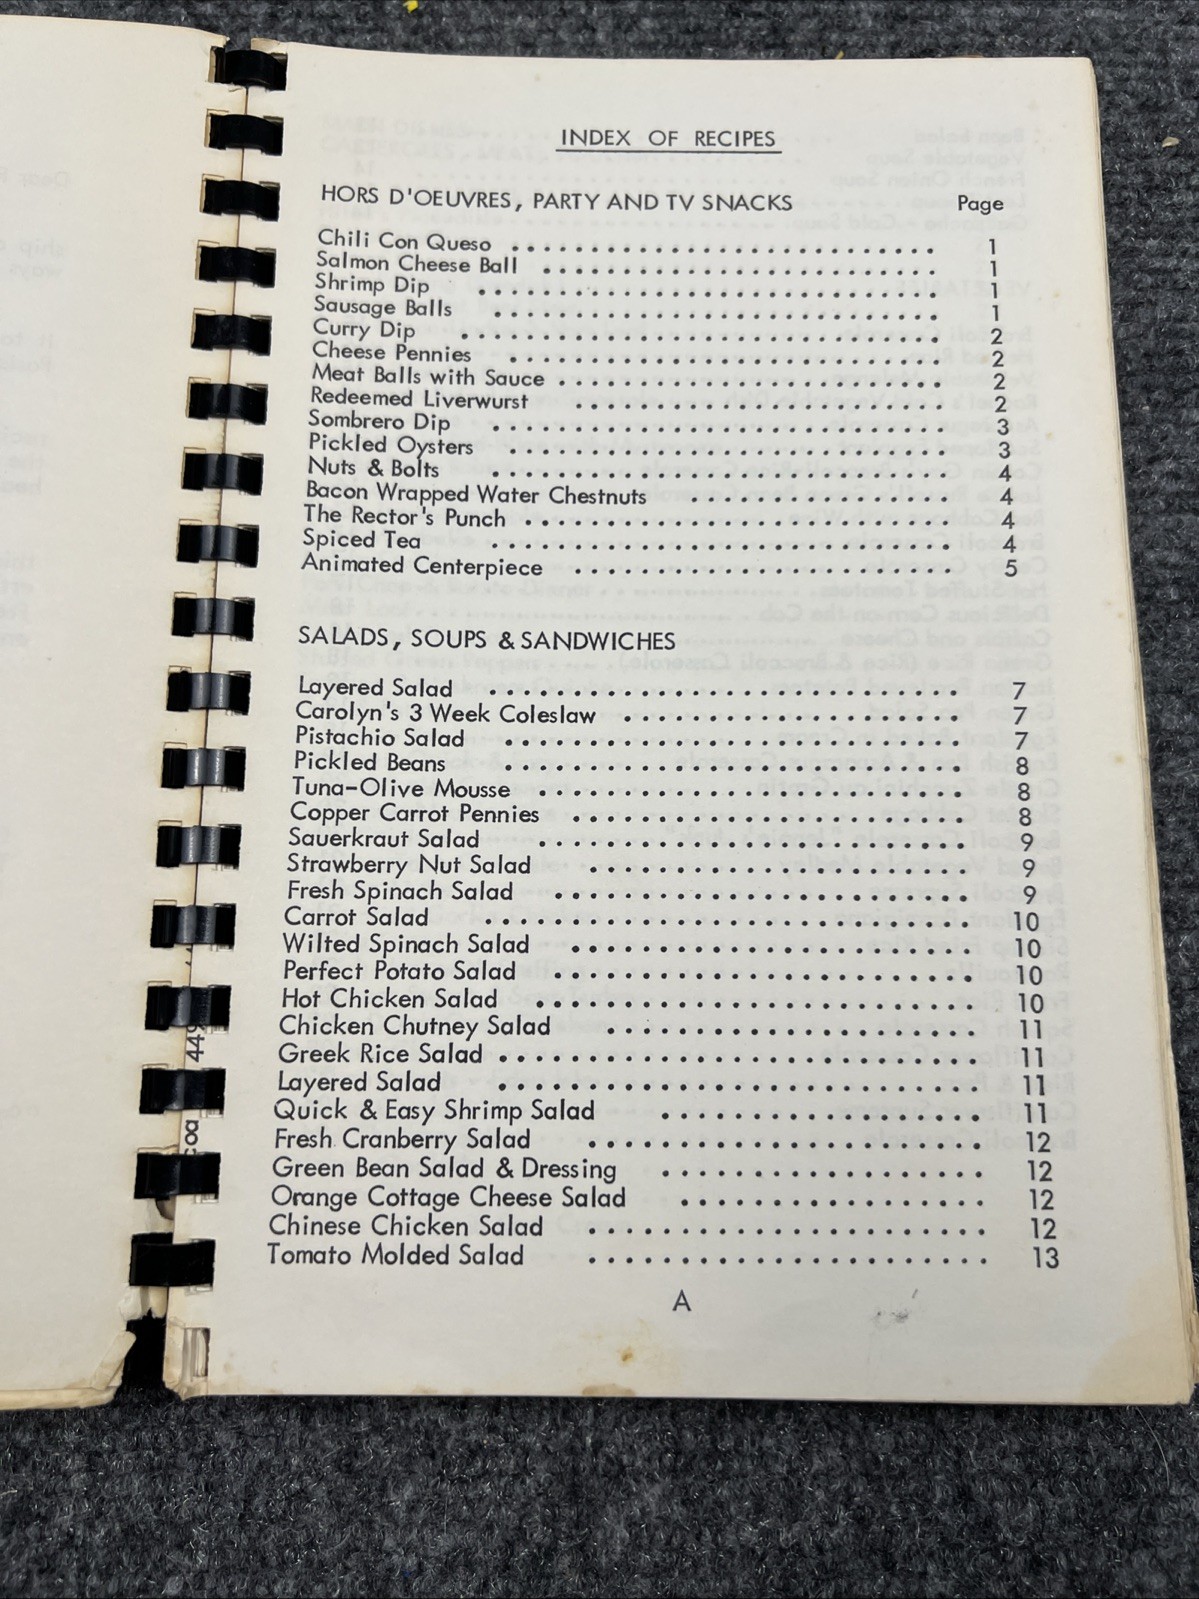 INDEX OF RECIPES
HORS D'OEUVRES, PARTY AND TV SNACKS Page
Chili Con Queso . . . . . . . . . . . . . . . . . . . . 1
Salmon Cheese Ball . . . . . . . . . . . . . . . . . . 1
Shrimp Dip . . . . . . . . . . . . . . . . . . . . 1
Sausage Balls . . . . . . . . . . . . . . . . . . . 1
Curry Dip . . . . . . . . . . . . . . . . . . . . 2
Cheese Pennies . . . . . . . . . . . . . . . . . . . 2
Meat Balls with Sauce . . . . . . . . . . . . . . . . . 2
Redeemed Liverwurst . . . . . . . . . . . . . . . . 2
Sombrero Dip . . . . . . . . . . . . . . . . . . . 3
Pickled Oysters . . . . . . . . . . . . . . . . . . . 3
Nuts & Bolts . . . . . . . . . . . . . . . . . . . 4
Bacon Wrapped Water Chestnuts . . . . . . . . . . . 4
The Rector's Punch . . . . . . . . . . . . . . . . . . 4
Spiced Tea . . . . . . . . . . . . . . . . . . . . 4
Animated Centerpiece . . . . . . . . . . . . . . . . 5
SALADS, SOUPS & SANDWICHES
Layered Salad . . . . . . . . . . . . . . . . . . . . 7
Carolyn's 3 Week Coleslaw . . . . . . . . . . . . . . 7
Pistachio Salad . . . . . . . . . . . . . . . . . . . 7
Pickled Beans . . . . . . . . . . . . . . . . . . . 8
Tuna-Olive Mousse . . . . . . . . . . . . . . . . . . 8
Copper Carrot Pennies . . . . . . . . . . . . . . . . 8
Sauerkraut Salad . . . . . . . . . . . . . . . . . . 9
Strawberry Nut Salad . . . . . . . . . . . . . . . . 9
Fresh Spinach Salad . . . . . . . . . . . . . . . . . 9
Carrot Salad . . . . . . . . . . . . . . . . . . . . 10
Wilted Spinach Salad . . . . . . . . . . . . . . . . 10
Perfect Potato Salad . . . . . . . . . . . . . . . . . 10
Hot Chicken Salad . . . . . . . . . . . . . . . . . . 10
Chicken Chutney Salad . . . . . . . . . . . . . . . 11
Greek Rice Salad . . . . . . . . . . . . . . . . . . . . 11
Layered Salad . . . . . . . . . . . . . . . . . . . . 11
Quick & Easy Shrimp Salad . . . . . . . . . . . . . 11
Fresh Cranberry Salad . . . . . . . . . . . . . . . . 12
Green Bean Salad & Dressing . . . . . . . . . . . . . 12
Orange Cottage Cheese Salad . . . . . . . . . . . . 12
Chinese Chicken Salad . . . . . . . . . . . . . . . . 12
Tomato Molded Salad . . . . . . . . . . . . . . . . 13
A